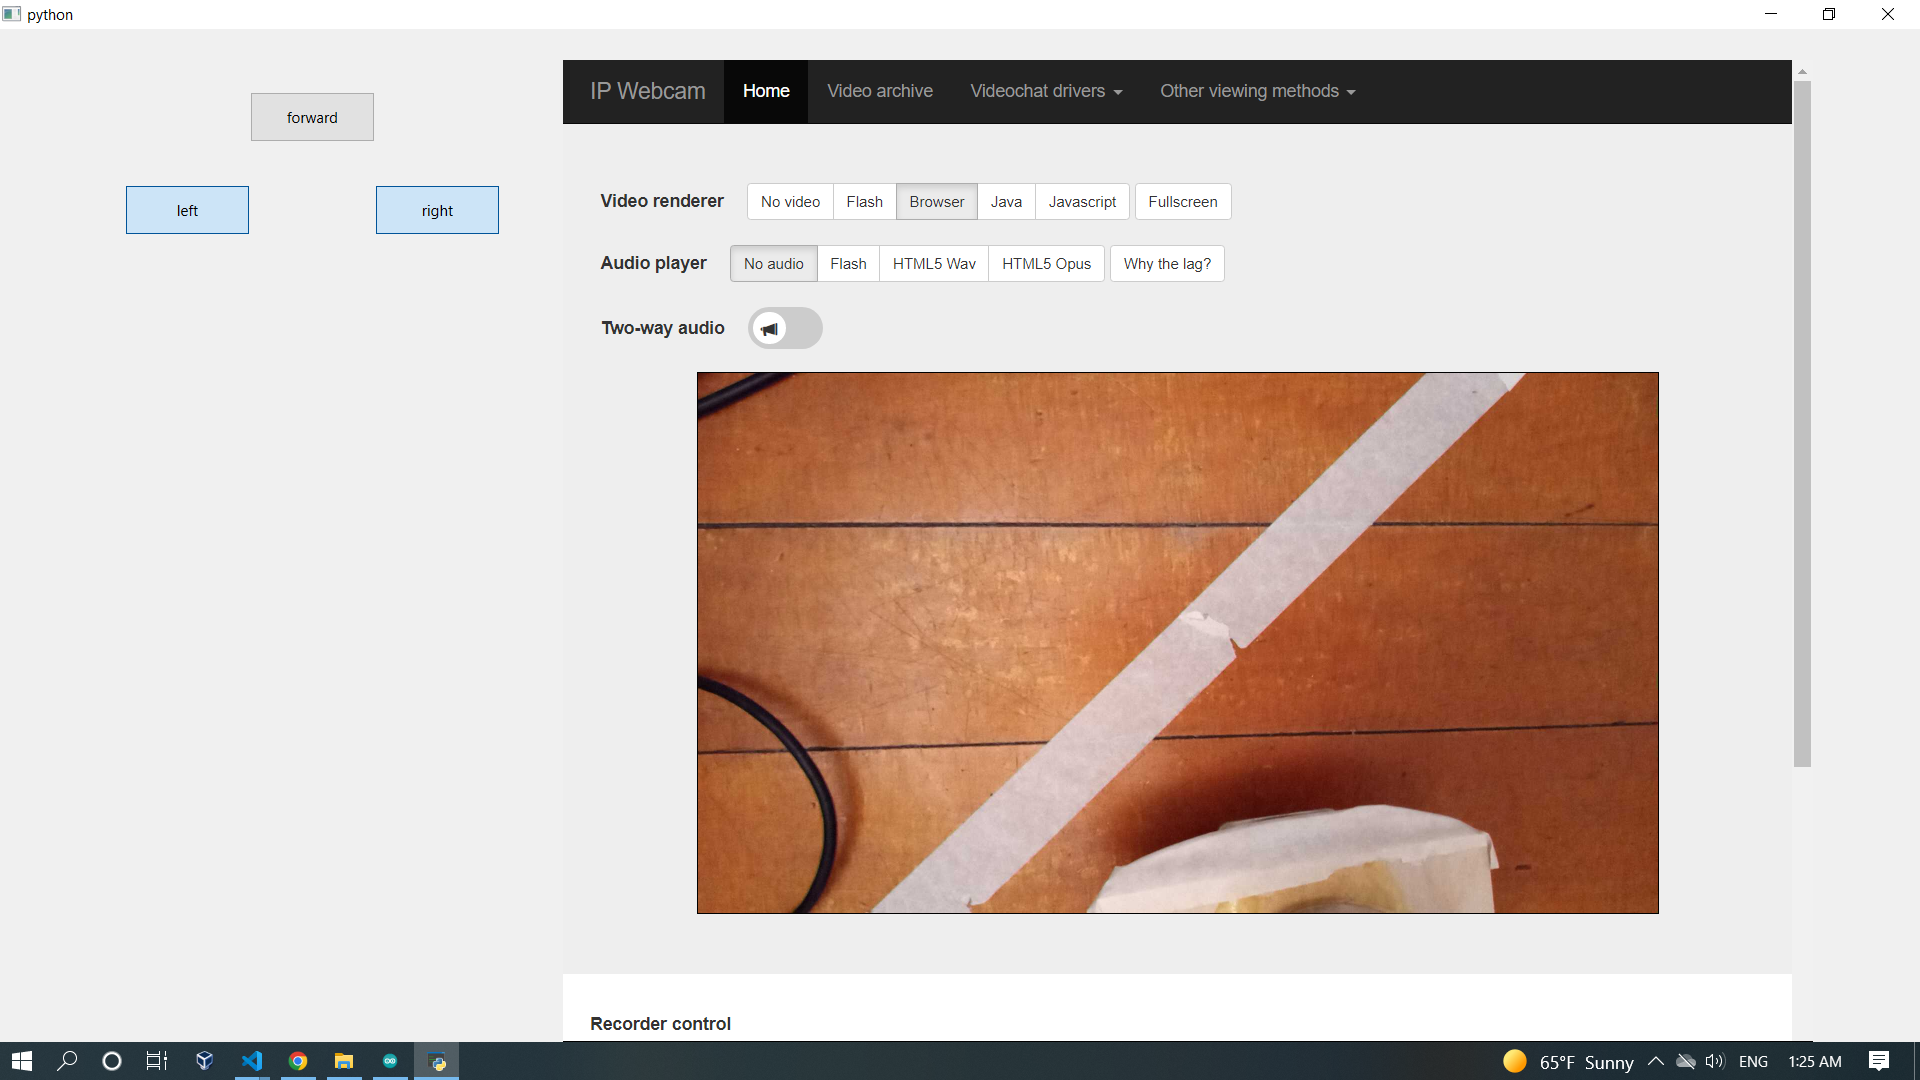 python
forward
left right
IP Webcam Home Video archive Videochat drivers Other viewing methods
Video renderer No video Flash Browser Java Javascript Fullscreen
Audio player No audio Flash HTML5 Wav HTML5 Opus Why the lag?
Two-way audio
Recorder control
65°F Sunny ENG 1:25 AM